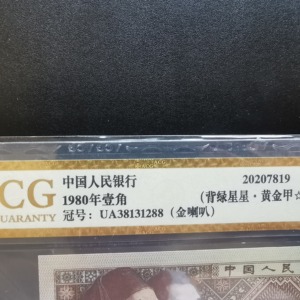 CG
UARANTY
中国人民银行
1980年壹角
冠号：UA38131288（金喇叭）
20207819
（背绿星星·黄金甲☆
中国人民